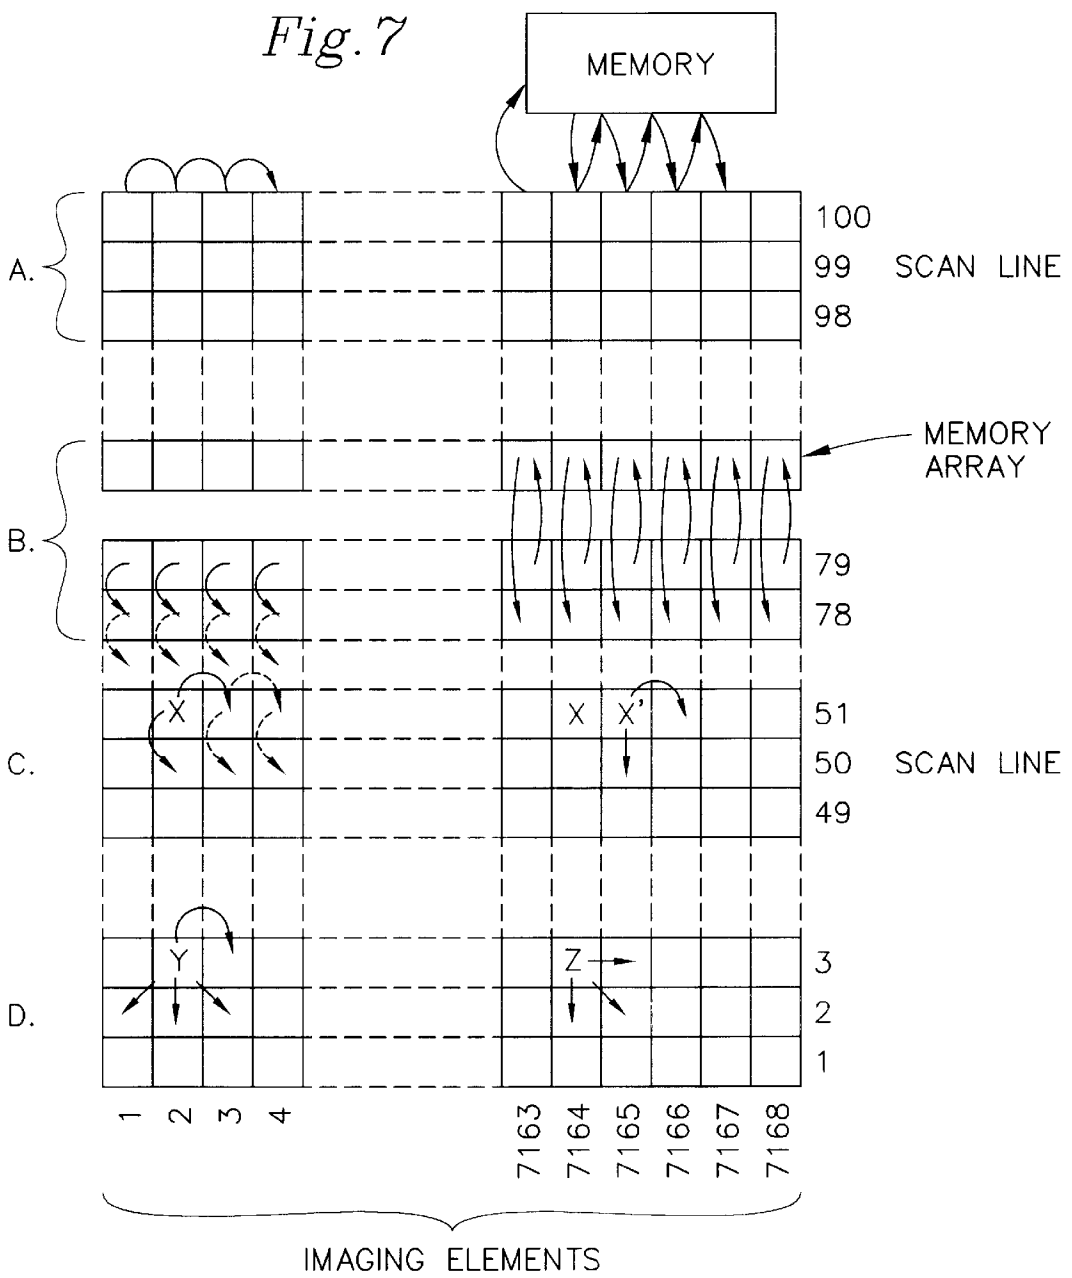 Fig. 7
MEMORY
100
A.
99 SCAN LINE
98
MEMORY
ARRAY
B.
79
78
X
X X'
51
C.
50 SCAN LINE
49
Y
Z
3
D.
2
1
1 2 3 4 7163 7164 7165 7166 7167 7168
IMAGING ELEMENTS